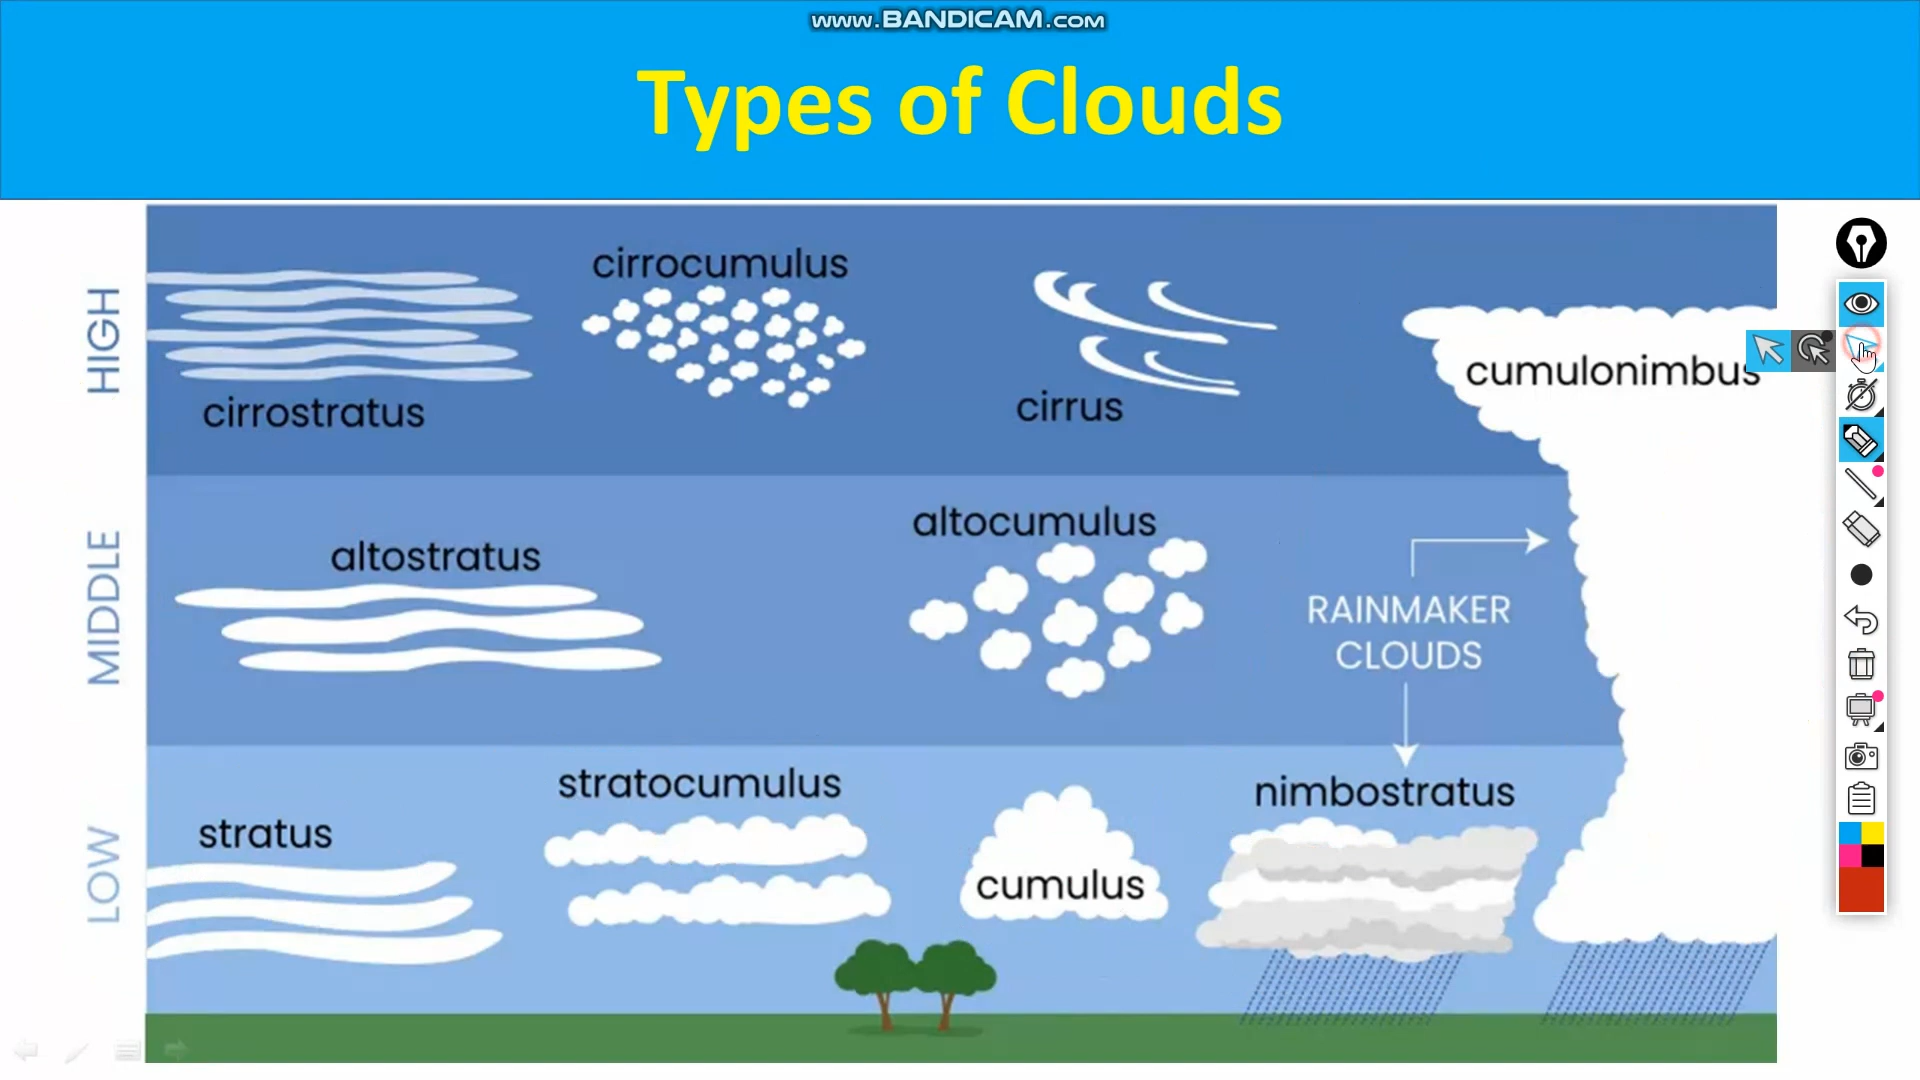 www.BANDICAM.com
Types of Clouds
HIGH
cirrostratus
cirrocumulus
cirrus
cumulonimbus
MIDDLE
altostratus
altocumulus
RAINMAKER
CLOUDS
LOW
stratus
stratocumulus
cumulus
nimbostratus